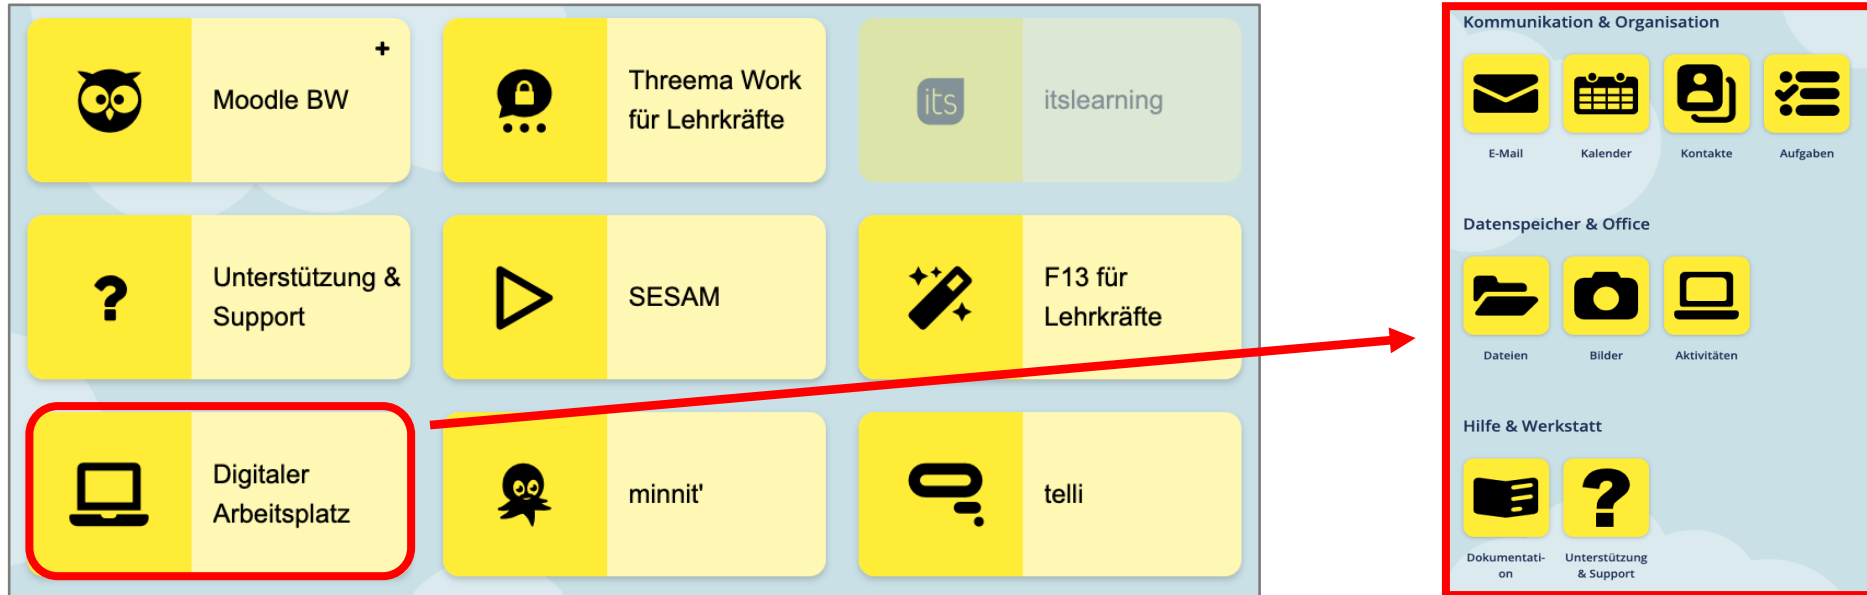 Moodle BW
+
Threema Work
für Lehrkräfte
its
itslearning
?
Unterstützung &
Support
SESAM
F13 für
Lehrkräfte
Digitaler
Arbeitsplatz
minnit'
telli
Kommunikation & Organisation
E-Mail
Kalender
Kontakte
Aufgaben
Datenspeicher & Office
Dateien
Bilder
Aktivitäten
Hilfe & Werkstatt
?
Dokumentati-
on
Unterstützung
& Support